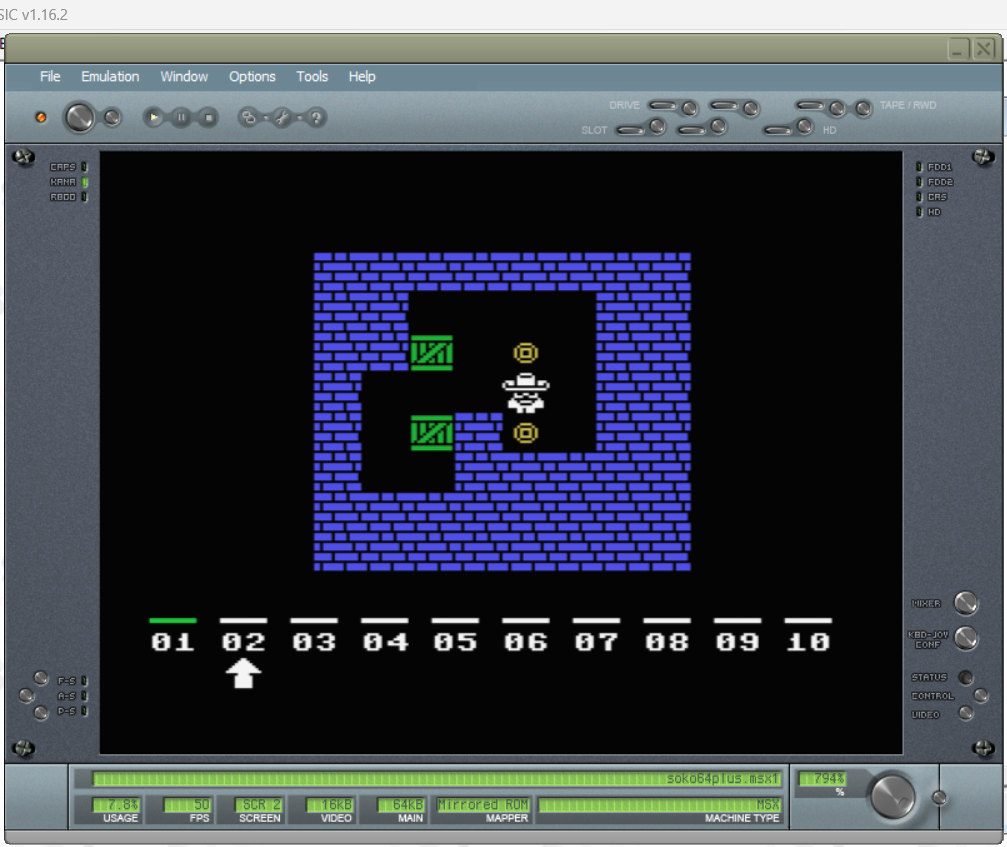 SIC v1.16.2
File Emulation Window Options Tools Help
DRIVE TAPE / RWD
SLOT HD
CAPS FDD1
KANA FDD2
CAS
HD
01 02 03 04 05 06 07 08 09 10
MIXER
KBD-JOY
CONF
STATUS
F-S
A-S CONTROL
P-S VIDEO
soko64plus.msx1 794%
%
7.8% 50 SCR 2 16kB 64kB Mirrored ROM MSX
USAGE FPS SCREEN VIDEO MAIN MAPPER MACHINE TYPE